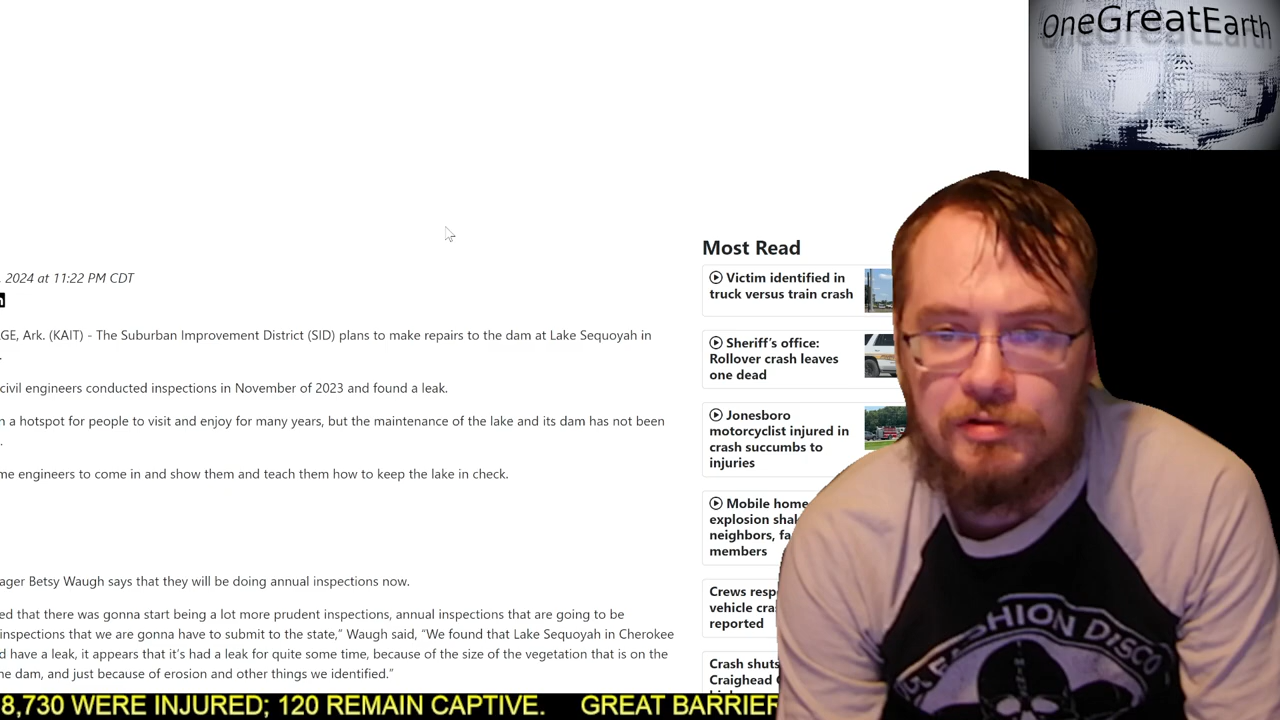 OneGreatEarth
, 2024 at 11:22 PM CDT
GE, Ark. (KAIT) - The Suburban Improvement District (SID) plans to make repairs to the dam at Lake Sequoyah in
.
civil engineers conducted inspections in November of 2023 and found a leak.
a hotspot for people to visit and enjoy for many years, but the maintenance of the lake and its dam has not been
.
me engineers to come in and show them and teach them how to keep the lake in check.
ager Betsy Waugh says that they will be doing annual inspections now.
ed that there was gonna start being a lot more prudent inspections, annual inspections that are going to be
inspections that we are gonna have to submit to the state,” Waugh said, “We found that Lake Sequoyah in Cherokee
d have a leak, it appears that it’s had a leak for quite some time, because of the size of the vegetation that is on the
e dam, and just because of erosion and other things we identified.”
Most Read
Victim identified in
truck versus train crash
Sheriff’s office:
Rollover crash leaves
one dead
Jonesboro
motorcyclist injured in
crash succumbs to
injuries
Mobile home
explosion sha
neighbors, fa
members
Crews resp
vehicle cra
reported
Crash shuts
Craighead
FASHION DISCO
8,730 WERE INJURED; 120 REMAIN CAPTIVE. GREAT BARRIER